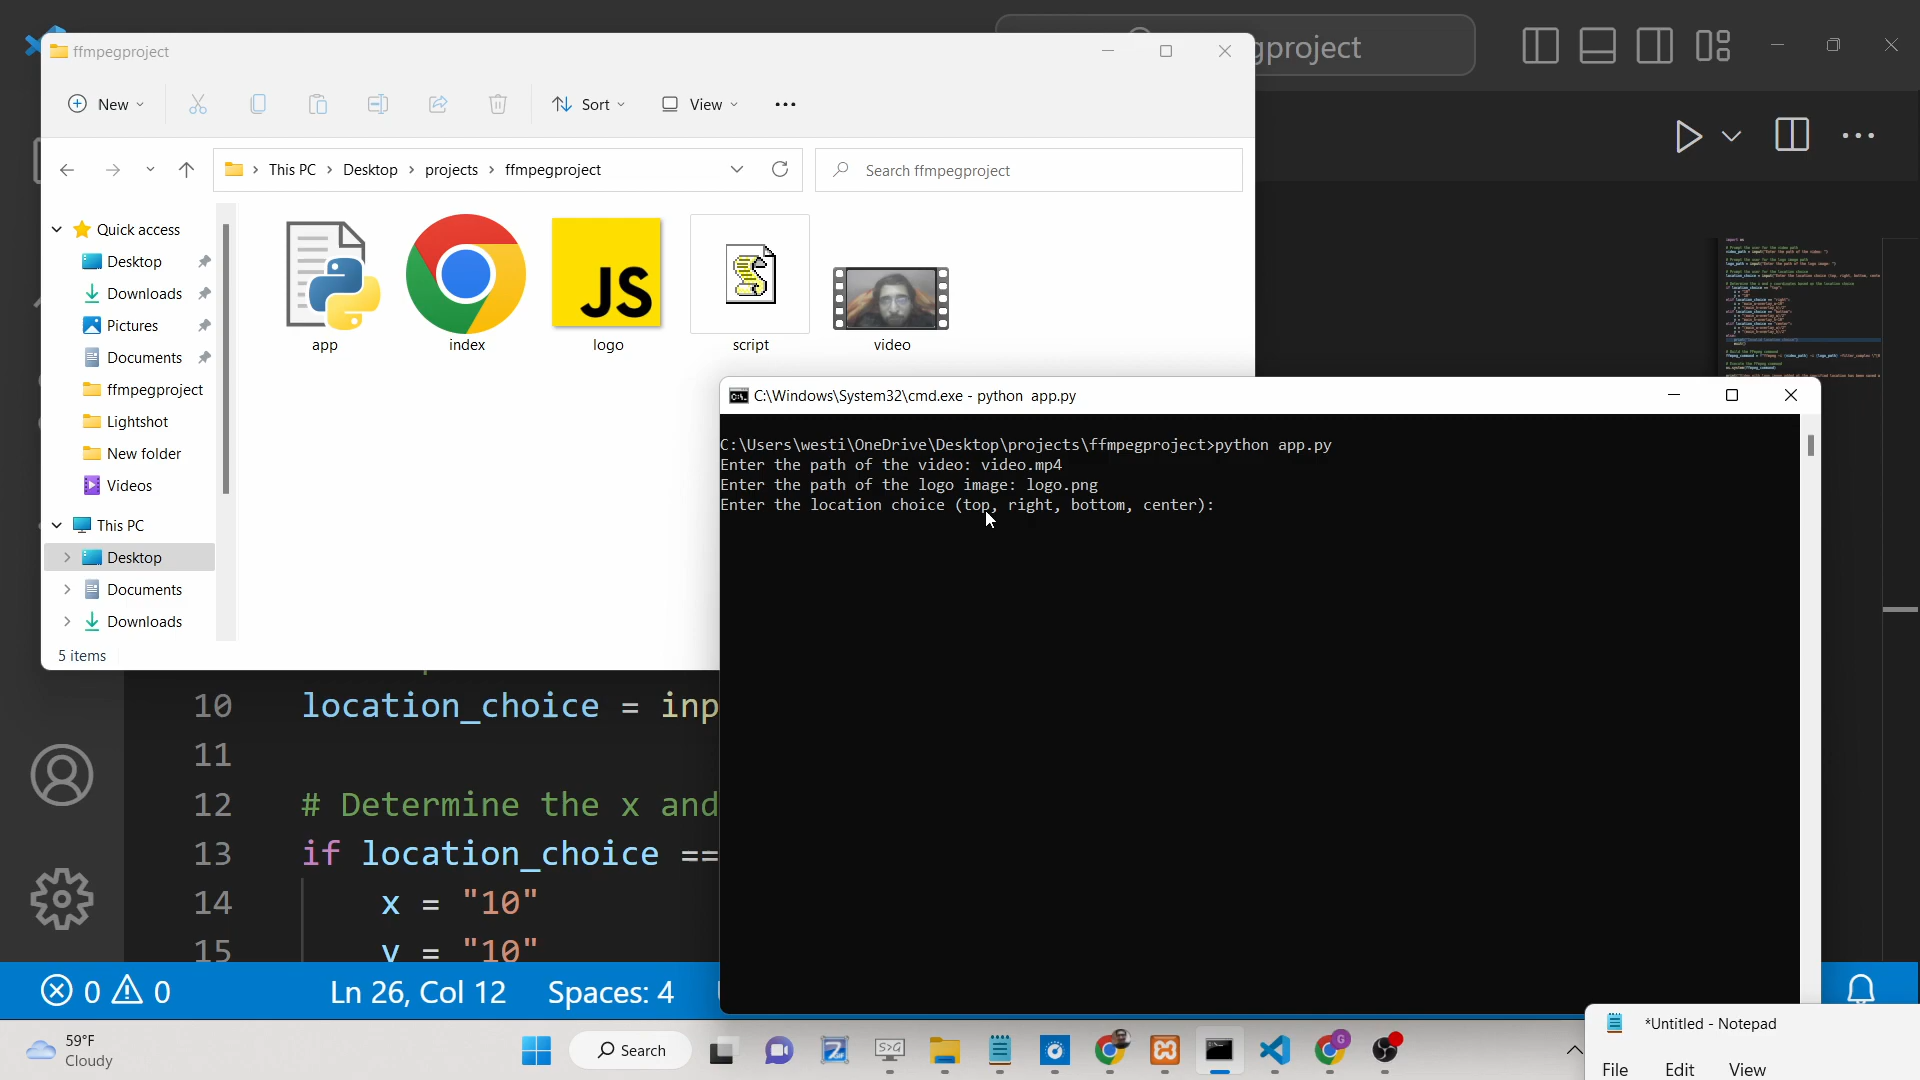 ffmpegproject
gproject
New
Sort
View
This PC
Desktop
projects
ffmpegproject
Search ffmpegproject
Quick access
Desktop
Downloads
Pictures
Documents
ffmpegproject
Lightshot
New folder
Videos
This PC
Desktop
Documents
Downloads
5 items
JS
app
index
logo
script
video
C:\Windows\System32\cmd.exe - python app.py
C:\Users\westi\OneDrive\Desktop\projects\ffmpegproject>python app.py
Enter the path of the video: video.mp4
Enter the path of the logo image: logo.png
Enter the location choice (top, right, bottom, center):
10 location_choice = inp
11
12 # Determine the x and
13 if location_choice ==
14 x = "10"
15 y = "10"
0 0 Ln 26, Col 12 Spaces: 4
59°F
Cloudy
Search
*Untitled - Notepad
File Edit View